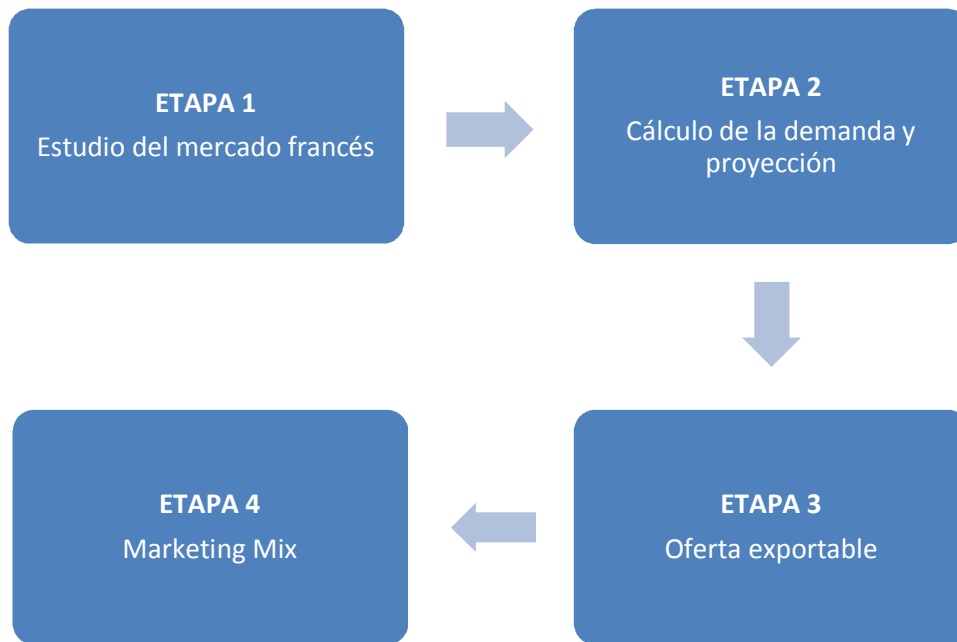 ETAPA 1
Estudio del mercado francés
ETAPA 2
Cálculo de la demanda y
proyección
ETAPA 3
Oferta exportable
ETAPA 4
Marketing Mix